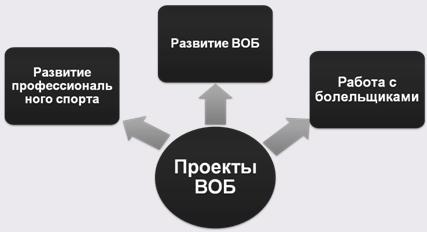 Развитие ВОБ
Развитие
профессиональ
ного спорта
Работа с
болельщиками
Проекты
ВОБ